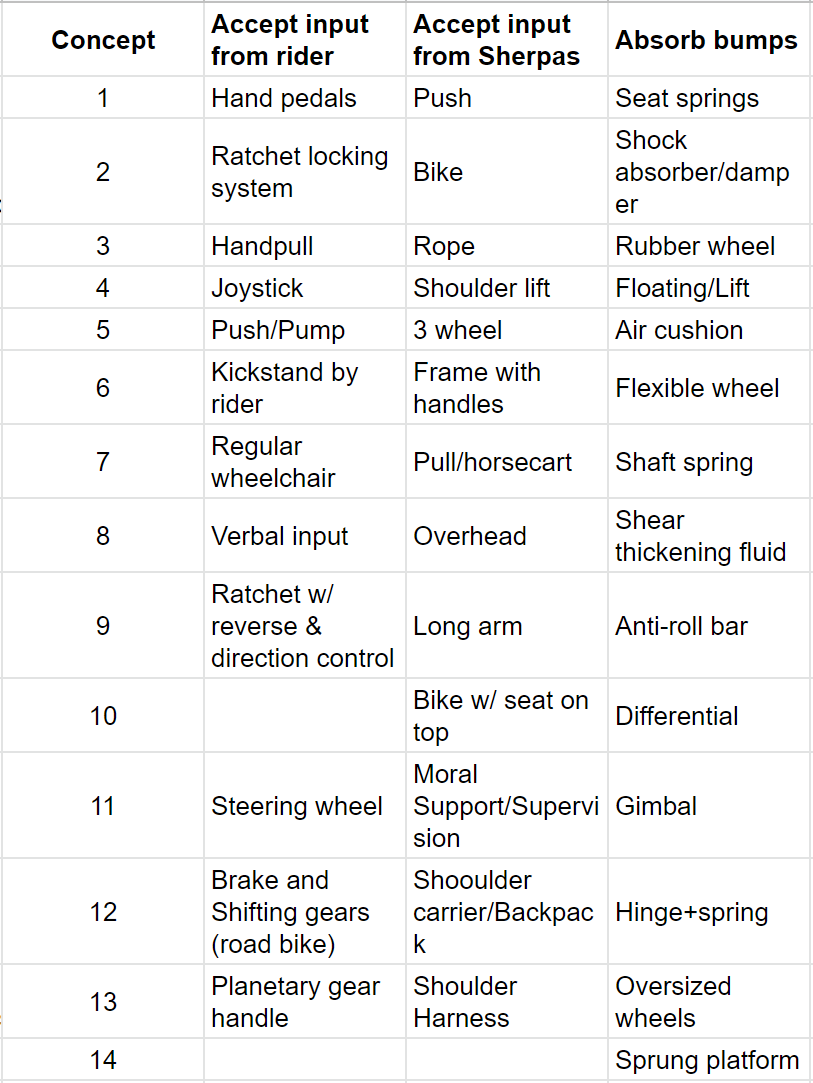 Concept | Accept input from rider | Accept input from Sherpas | Absorb bumps
1 | Hand pedals | Push | Seat springs
2 | Ratchet locking system | Bike | Shock absorber/damper
3 | Handpull | Rope | Rubber wheel
4 | Joystick | Shoulder lift | Floating/Lift
5 | Push/Pump | 3 wheel | Air cushion
6 | Kickstand by rider | Frame with handles | Flexible wheel
7 | Regular wheelchair | Pull/horsecart | Shaft spring
8 | Verbal input | Overhead | Shear thickening fluid
9 | Ratchet w/ reverse & direction control | Long arm | Anti-roll bar
10 | | Bike w/ seat on top | Differential
11 | Steering wheel | Moral Support/Supervision | Gimbal
12 | Brake and Shifting gears (road bike) | Shooulder carrier/Backpack | Hinge+spring
13 | Planetary gear handle | Shoulder Harness | Oversized wheels
14 | | | Sprung platform